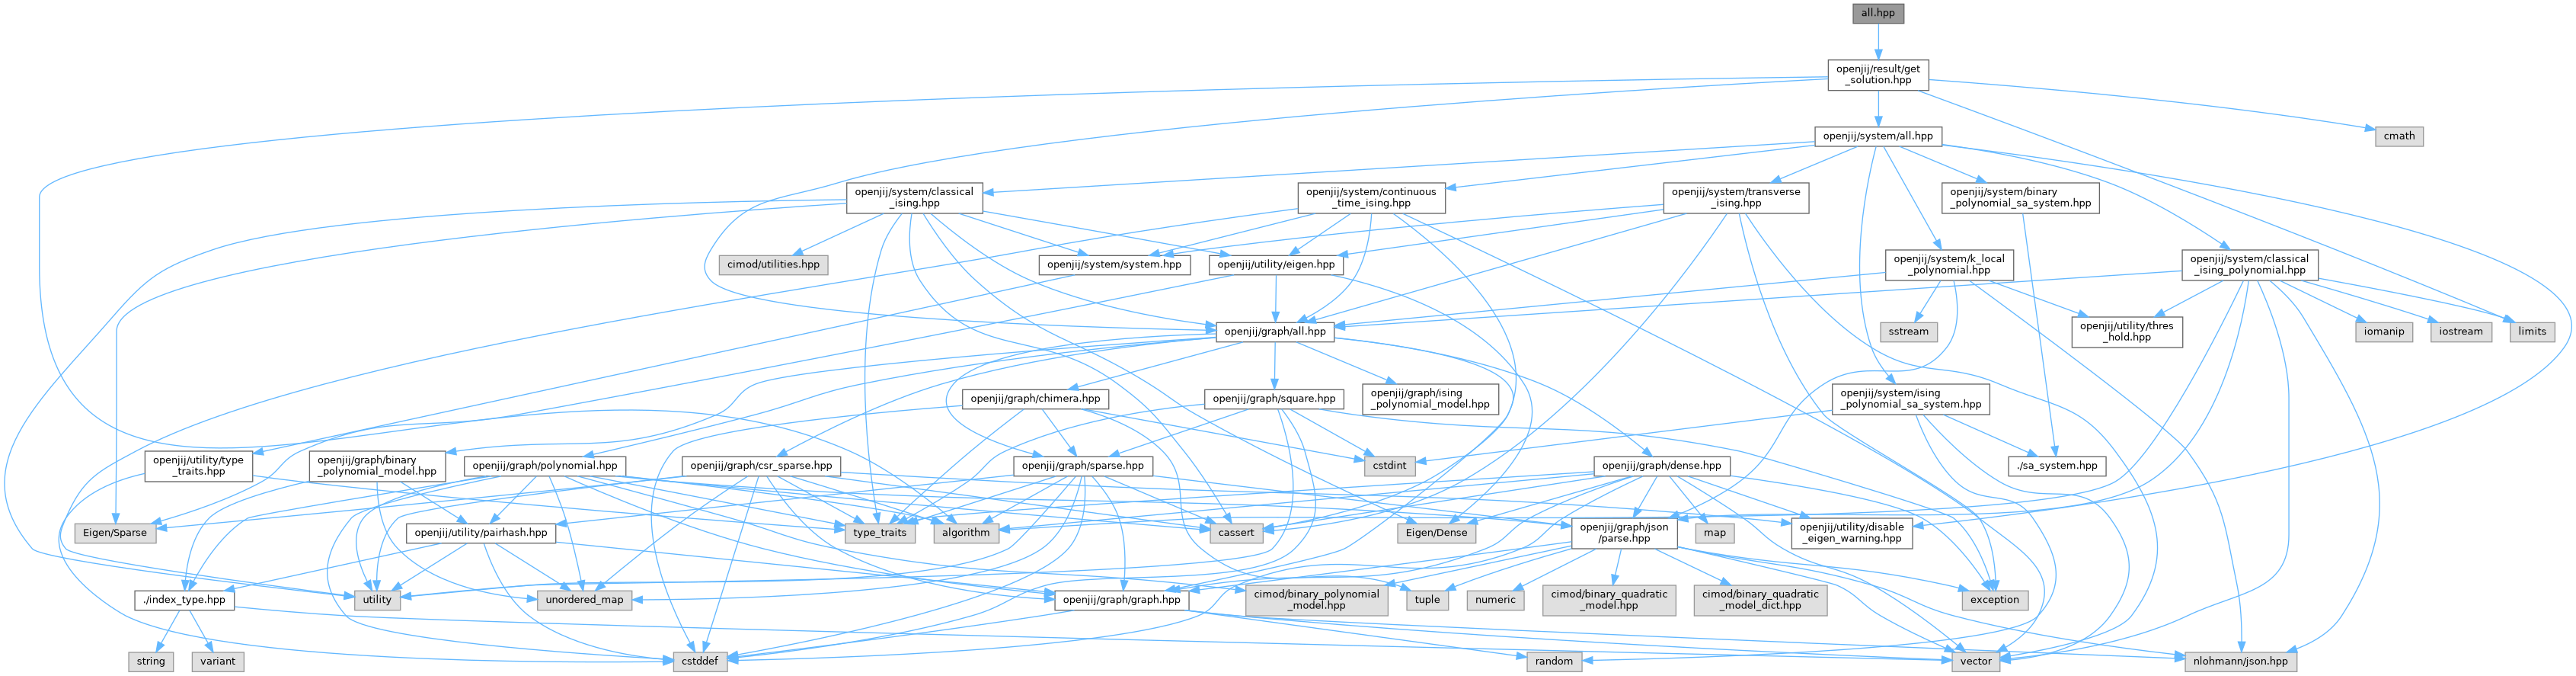 all.hpp
openjij/result/get
_solution.hpp
openjij/system/all.hpp
cmath
openjij/system/classical
_ising.hpp
openjij/system/continuous
_time_ising.hpp
openjij/system/transverse
_ising.hpp
openjij/system/binary
_polynomial_sa_system.hpp
cimod/utilities.hpp
openjij/system/system.hpp
openjij/utility/eigen.hpp
openjij/system/k_local
_polynomial.hpp
openjij/system/classical
_ising_polynomial.hpp
openjij/graph/all.hpp
sstream
openjij/utility/thres
_hold.hpp
iomanip
iostream
limits
openjij/graph/chimera.hpp
openjij/graph/square.hpp
openjij/graph/ising
_polynomial_model.hpp
openjij/system/ising
_polynomial_sa_system.hpp
openjij/utility/type
_traits.hpp
openjij/graph/binary
_polynomial_model.hpp
openjij/graph/polynomial.hpp
openjij/graph/csr_sparse.hpp
openjij/graph/sparse.hpp
cstdint
openjij/graph/dense.hpp
./sa_system.hpp
Eigen/Sparse
openjij/utility/pairhash.hpp
type_traits
algorithm
cassert
Eigen/Dense
openjij/graph/json
/parse.hpp
map
openjij/utility/disable
_eigen_warning.hpp
./index_type.hpp
utility
unordered_map
openjij/graph/graph.hpp
cimod/binary_polynomial
_model.hpp
tuple
numeric
cimod/binary_quadratic
_model.hpp
cimod/binary_quadratic
_model_dict.hpp
exception
string
variant
cstddef
random
vector
nlohmann/json.hpp